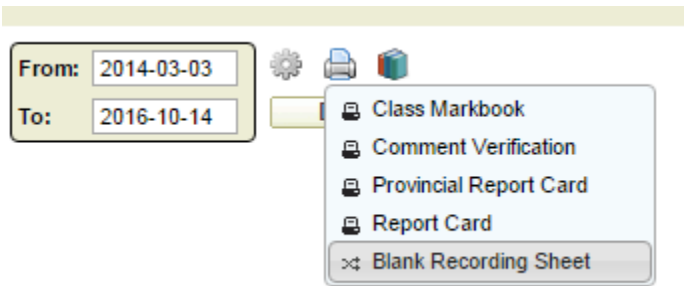 From: 2014-03-03
To: 2016-10-14
Class Markbook
Comment Verification
Provincial Report Card
Report Card
Blank Recording Sheet